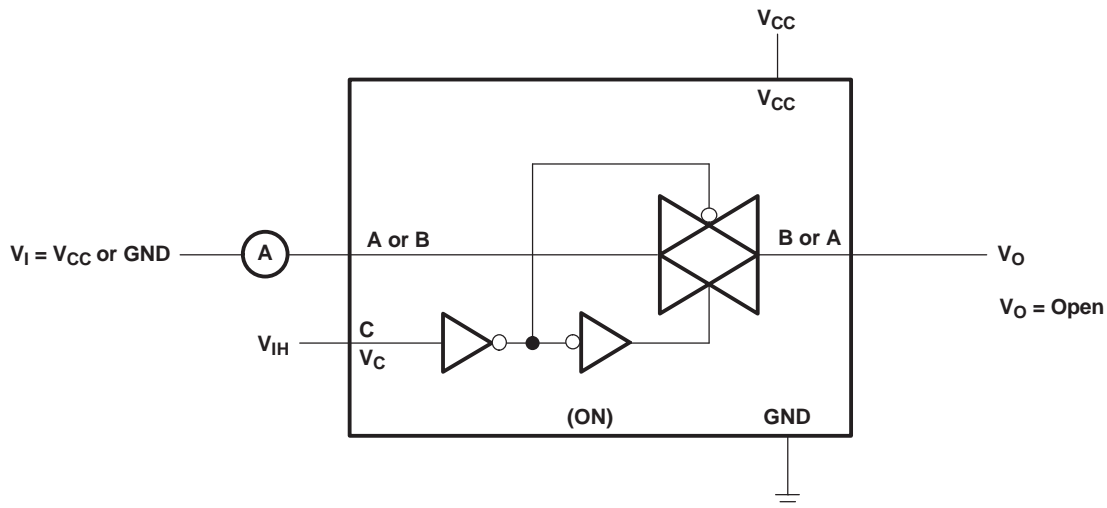 VCC
VCC
VI = VCC or GND
A
A or B
B or A
VO
VO = Open
VIH
C
VC
(ON)
GND